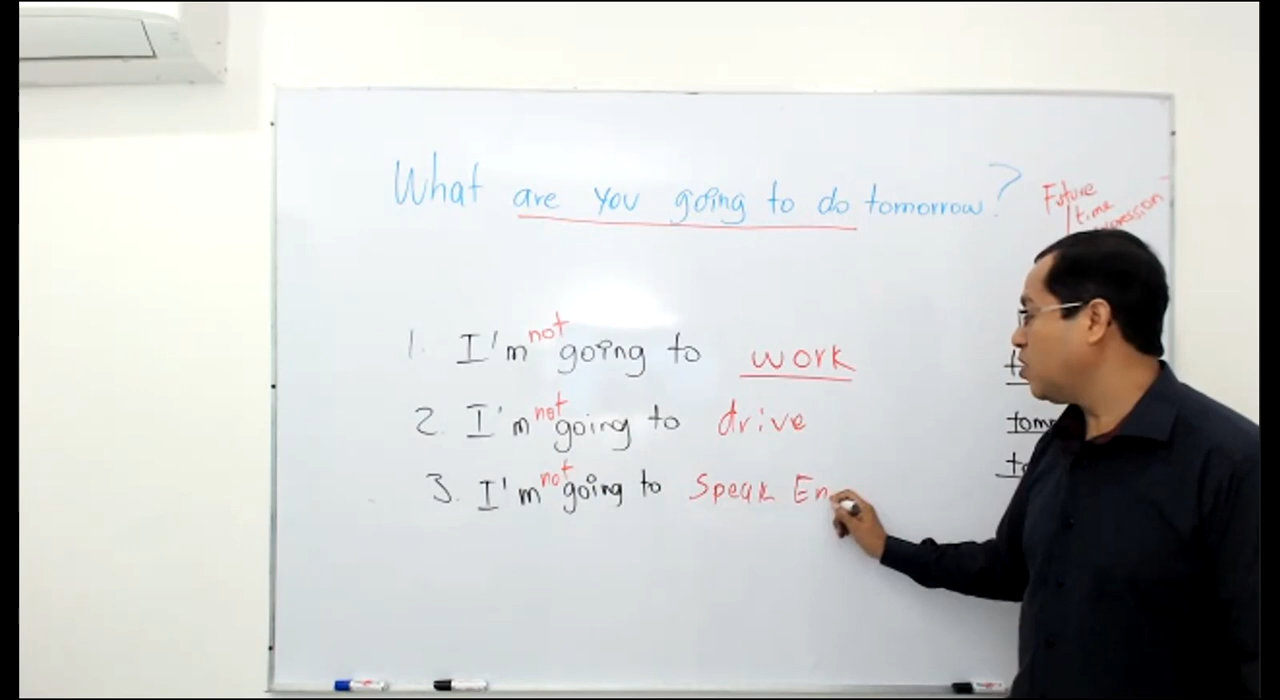 What are you going to do tomorrow?
Future
time
1. I'm not going to work
2. I'm not going to drive
3. I'm not going to Speak En